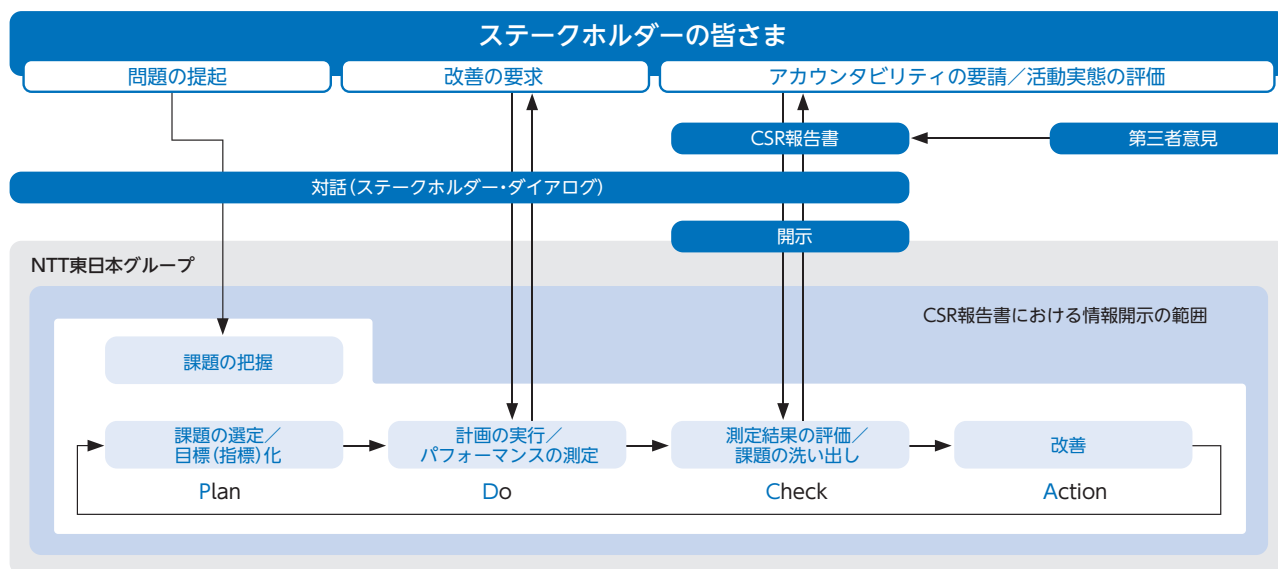 ステークホルダーの皆さま
問題の提起
改善の要求
アカウンタビリティの要請／活動実態の評価
CSR報告書
第三者意見
対話（ステークホルダー・ダイアログ）
開示
NTT東日本グループ
CSR報告書における情報開示の範囲
課題の把握
課題の選定／
目標（指標）化
計画の実行／
パフォーマンスの測定
測定結果の評価／
課題の洗い出し
改善
Plan
Do
Check
Action